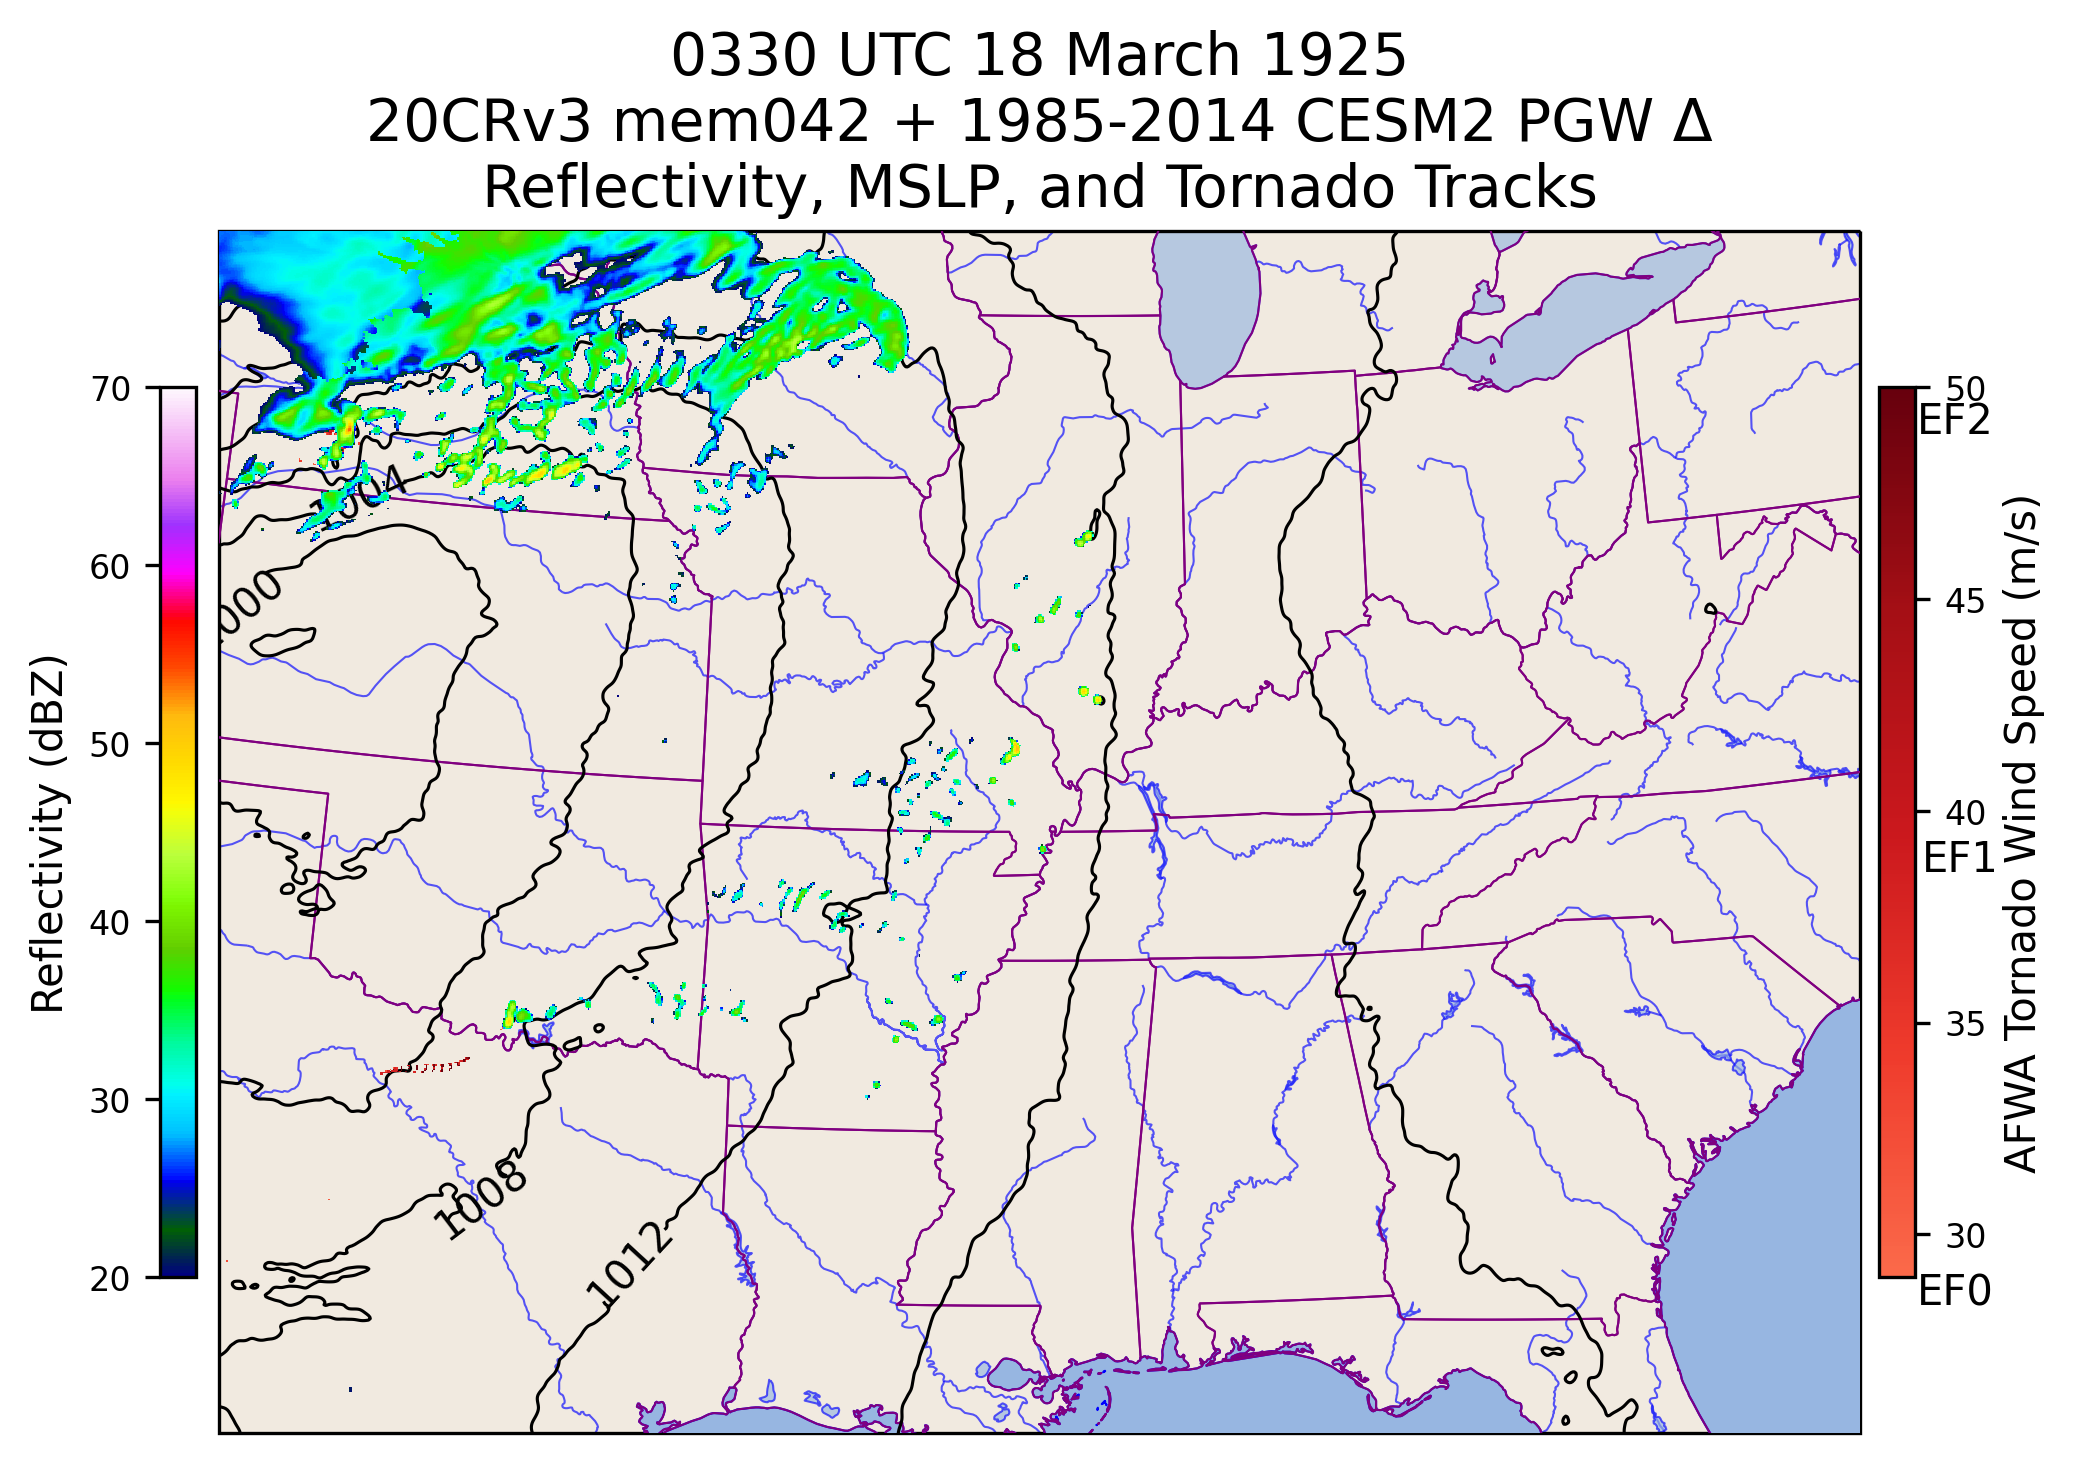 0330 UTC 18 March 1925
20CRv3 mem042 + 1985-2014 CESM2 PGW Δ
Reflectivity, MSLP, and Tornado Tracks
70
60
50
40
30
20
Reflectivity (dBZ)
1004
1000
1008
1012
50
EF2
45
40
EF1
35
30
EF0
AFWA Tornado Wind Speed (m/s)